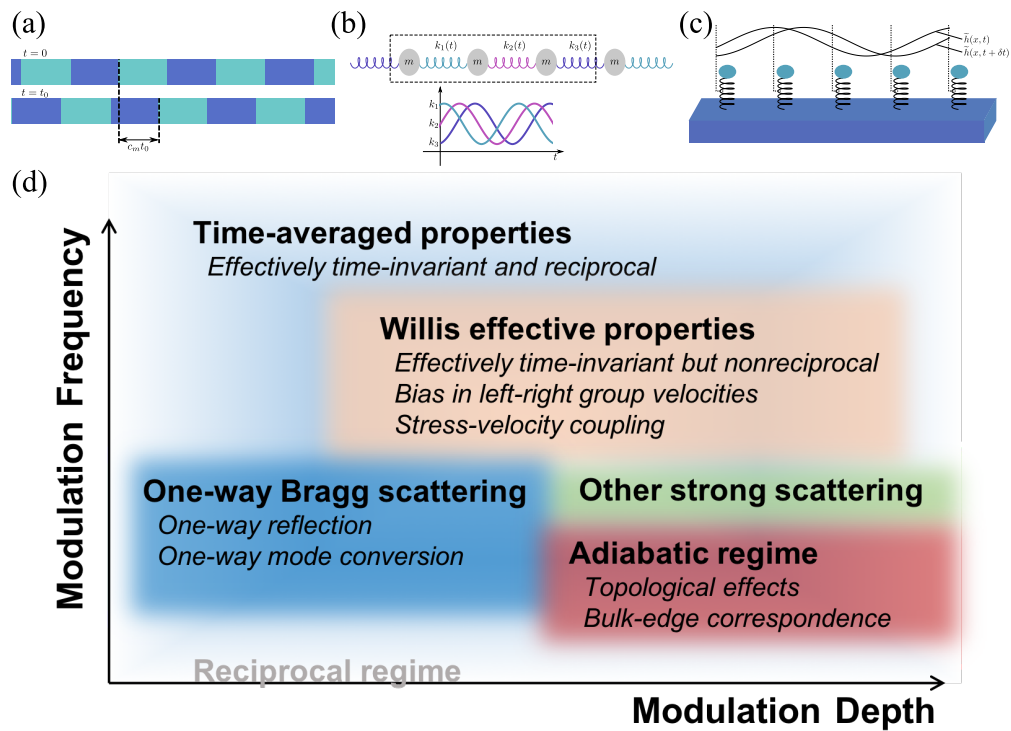 (a)
t = 0
t = t₀
cₘt₀
(b)
k₁(t) k₂(t) k₃(t)
m m m m
k₁
k₂
k₃
t
(c)
h̃(x, t)
h̃(x, t + δt)
(d)
Modulation Frequency
Time-averaged properties
Effectively time-invariant and reciprocal
Willis effective properties
Effectively time-invariant but nonreciprocal
Bias in left-right group velocities
Stress-velocity coupling
One-way Bragg scattering
One-way reflection
One-way mode conversion
Other strong scattering
Adiabatic regime
Topological effects
Bulk-edge correspondence
Reciprocal regime
Modulation Depth